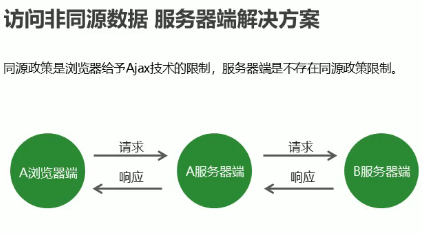 访问非同源数据 服务器端解决方案
同源政策是浏览器给予Ajax技术的限制，服务器端是不存在同源政策限制。
请求
请求
A浏览器端
A服务器端
B服务器端
响应
响应